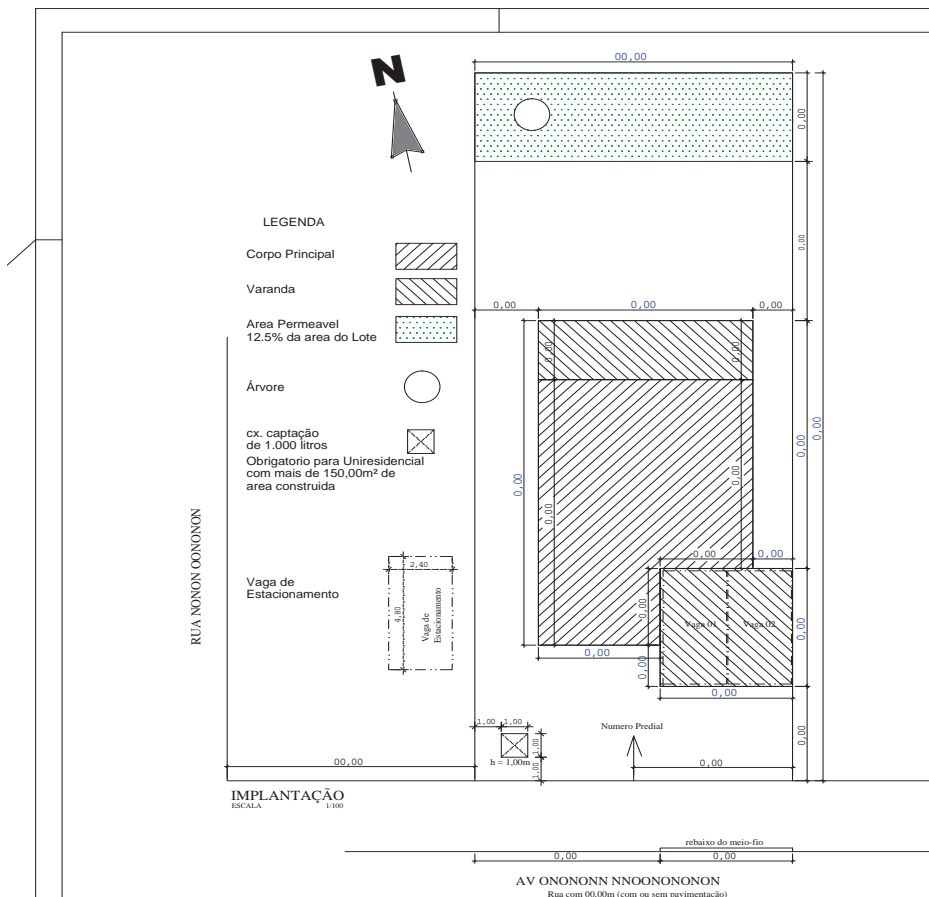 N
00,00
0,00
LEGENDA
Corpo Principal
0,00
Varanda
0,00
0,00
0,00
Area Permeavel
12.5% da area do Lote
0,00
0,00
Árvore
0,00
0,00
cx. captação
de 1.000 litros
Obrigatorio para Uniresidencial
com mais de 150,00m² de
area construida
0,00
0,00
0,00
RUA NONON OONONON
Vaga de
Estacionamento
2,40
4,80
Vaga de
Estacionamento
0,00
0,00
0,00
Vaga 01
Vaga 02
0,00
0,00
0,00
0,00
0,00
1,00
1,00
1,00
1,00
h = 1,00m
Numero Predial
0,00
0,00
00,00
IMPLANTAÇÃO
ESCALA 1/100
rebaixo do meio-fio
0,00
0,00
AV ONONONN NNOONONONON
Rua com 00.00m (com ou sem pavimentação)